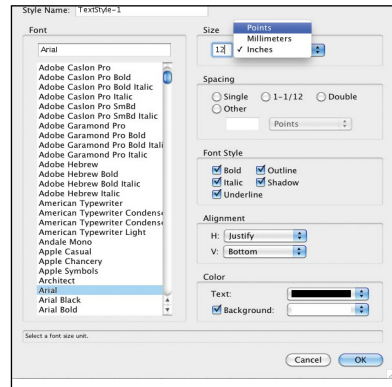 Style Name: TextStyle-1
Font
Arial
Adobe Caslon Pro
Adobe Caslon Pro Bold
Adobe Caslon Pro Bold Italic
Adobe Caslon Pro Italic
Adobe Caslon Pro SmBd
Adobe Caslon Pro SmBd Italic
Adobe Garamond Pro
Adobe Garamond Pro Bold
Adobe Garamond Pro Bold Itali
Adobe Garamond Pro Italic
Adobe Hebrew
Adobe Hebrew Bold
Adobe Hebrew Bold Italic
Adobe Hebrew Italic
American Typewriter
American Typewriter Condense
American Typewriter Condense
American Typewriter Light
Andale Mono
Apple Casual
Apple Chancery
Apple Symbols
Architect
Arial
Arial Black
Arial Bold
Size
12
Points
Millimeters
✓ Inches
Spacing
Single 1-1/12 Double
Other
Points
Font Style
Bold Outline
Italic Shadow
Underline
Alignment
H: Justify
V: Bottom
Color
Text:
Background:
Select a font size unit.
Cancel OK